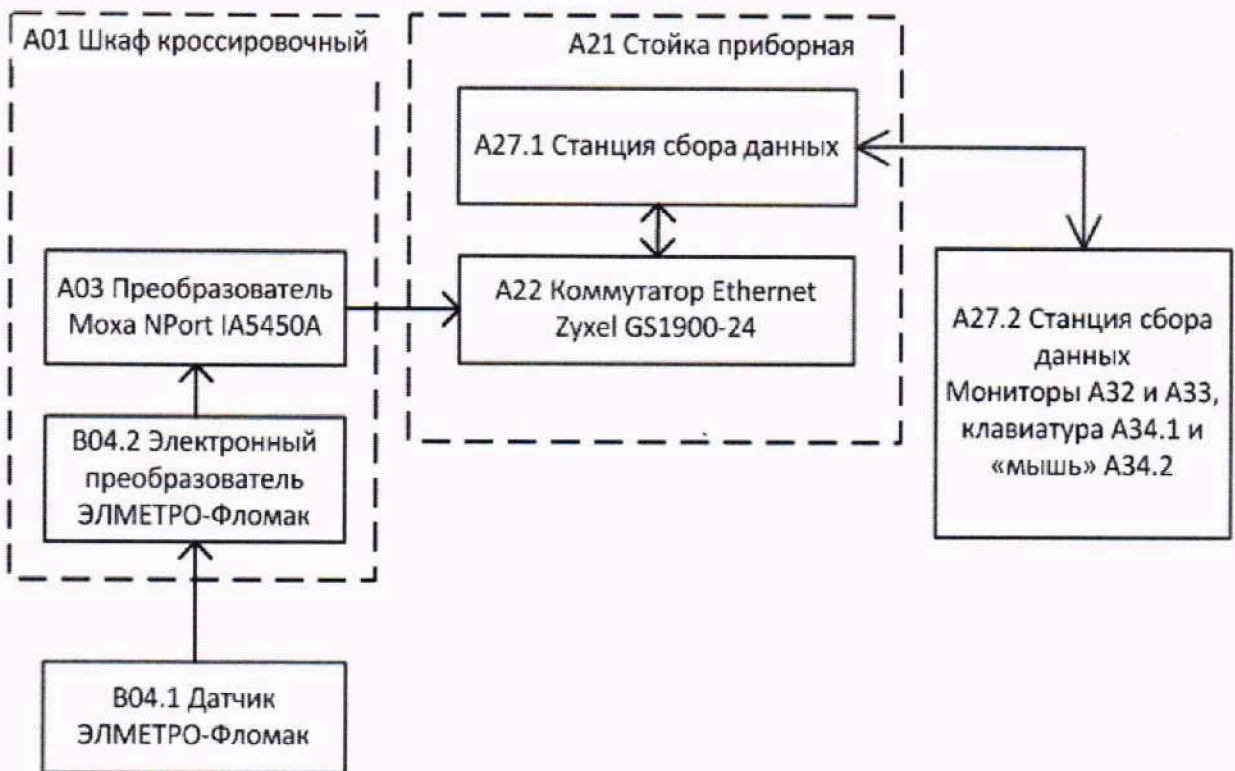 А01 Шкаф кроссировочный
А21 Стойка приборная
А27.1 Станция сбора данных
А03 Преобразователь
Moxa NPort IA5450A
А22 Коммутатор Ethernet
Zyxel GS1900-24
А27.2 Станция сбора
данных
Мониторы А32 и А33,
клавиатура А34.1 и
«мышь» А34.2
В04.2 Электронный
преобразователь
ЭЛМЕТРО-Фломак
В04.1 Датчик
ЭЛМЕТРО-Фломак